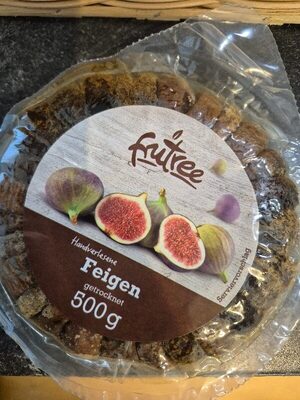 frutree
Handverlesene
Feigen
getrocknet
500g
Serviervorschlag